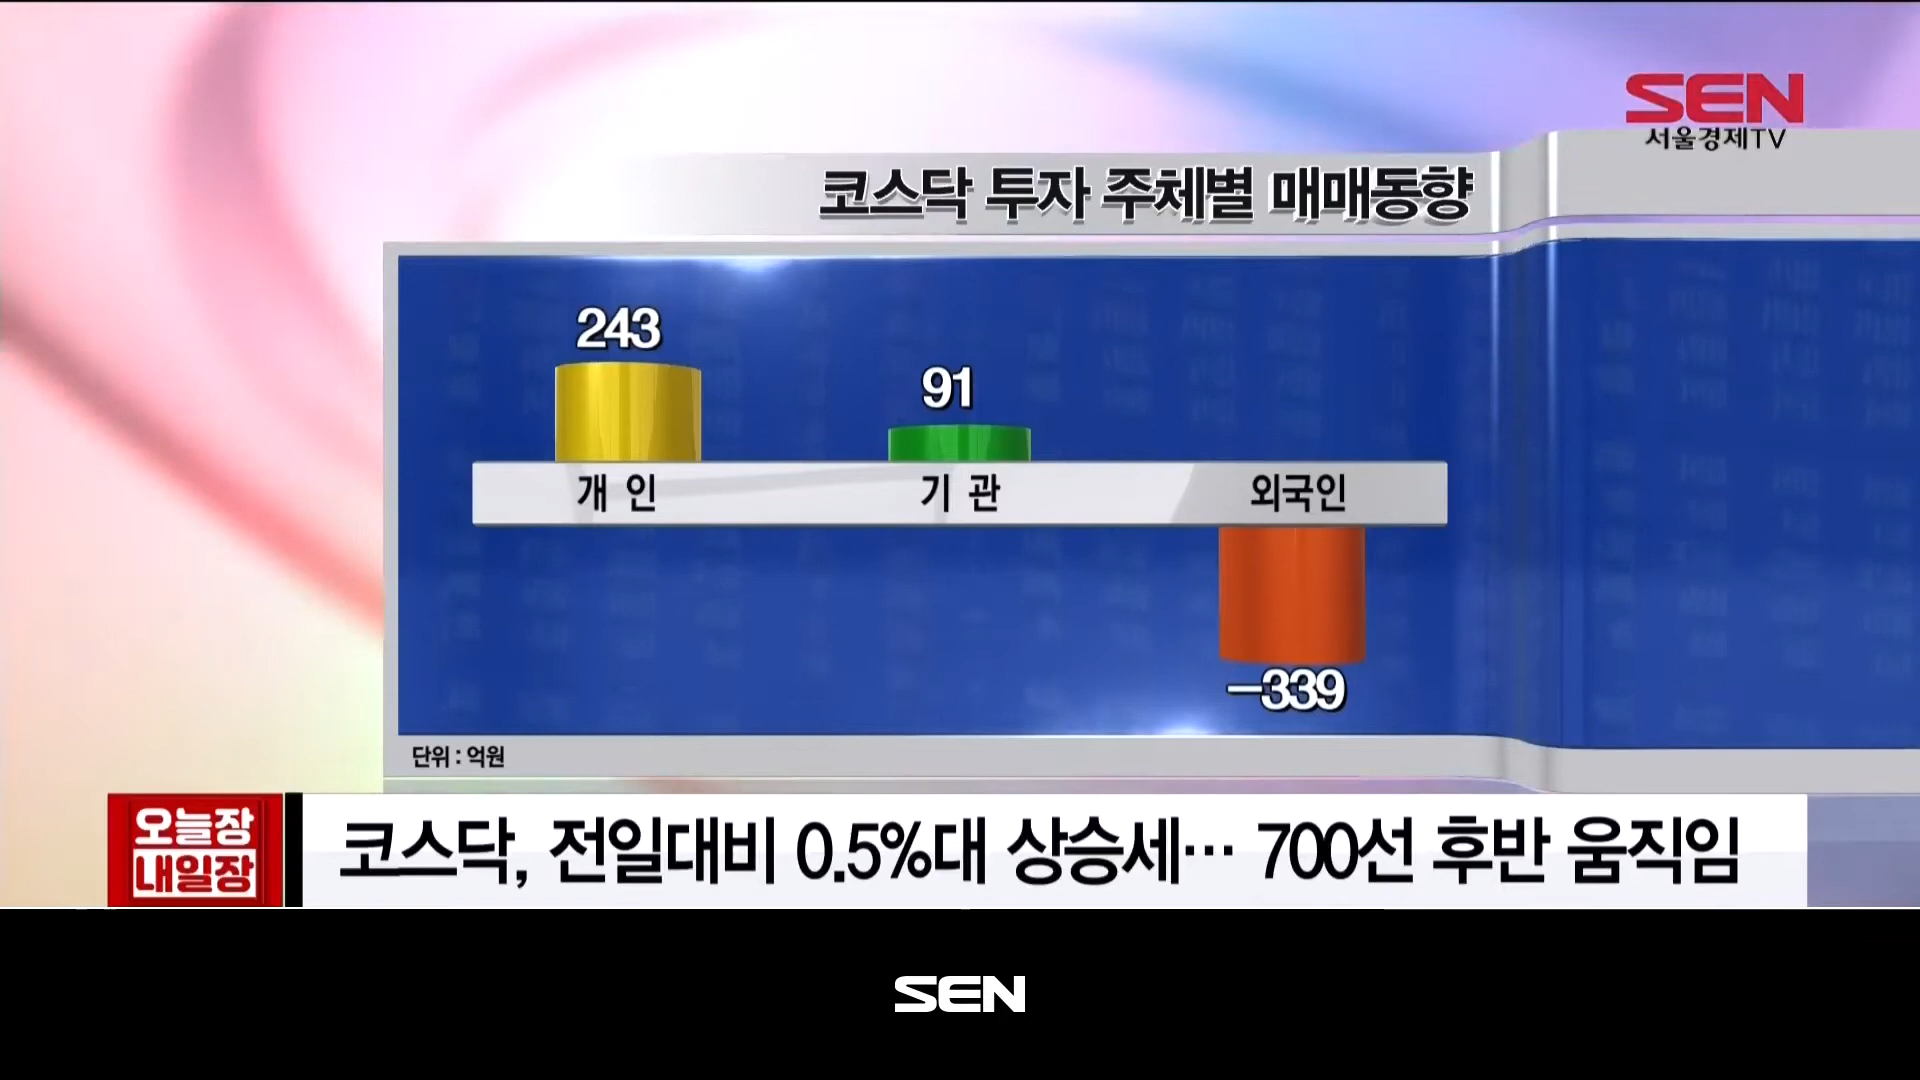 SEN
서울경제TV
코스닥 투자 주체별 매매동향
243
91
개 인
기 관
외국인
-339
단위 : 억원
오늘장
내일장
코스닥, 전일대비 0.5%대 상승세… 700선 후반 움직임
SEN